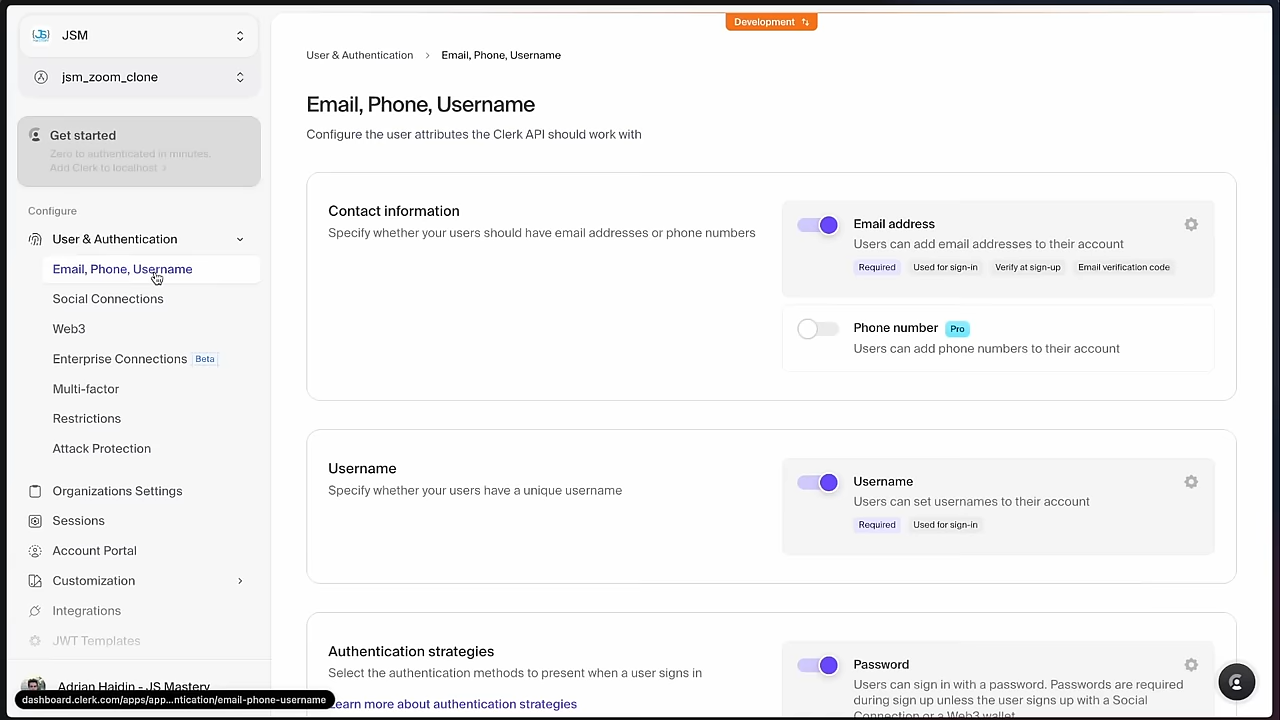 JSM
jsm_zoom_clone
Get started
Zero to authenticated in minutes.
Add Clerk to localhost
Configure
User & Authentication
Email, Phone, Username
Social Connections
Web3
Enterprise Connections Beta
Multi-factor
Restrictions
Attack Protection
Organizations Settings
Sessions
Account Portal
Customization
Integrations
JWT Templates
Adrian Hajdin - JS Mastery
dashboard.clerk.com/apps/app...ntication/email-phone-username
Development
User & Authentication > Email, Phone, Username
Email, Phone, Username
Configure the user attributes the Clerk API should work with
Contact information
Specify whether your users should have email addresses or phone numbers
Email address
Users can add email addresses to their account
Required Used for sign-in Verify at sign-up Email verification code
Phone number Pro
Users can add phone numbers to their account
Username
Specify whether your users have a unique username
Username
Users can set usernames to their account
Required Used for sign-in
Authentication strategies
Select the authentication methods to present when a user signs in
Learn more about authentication strategies
Password
Users can sign in with a password. Passwords are required
during sign up unless the user signs up with a Social
Connection or a Web3 wallet.